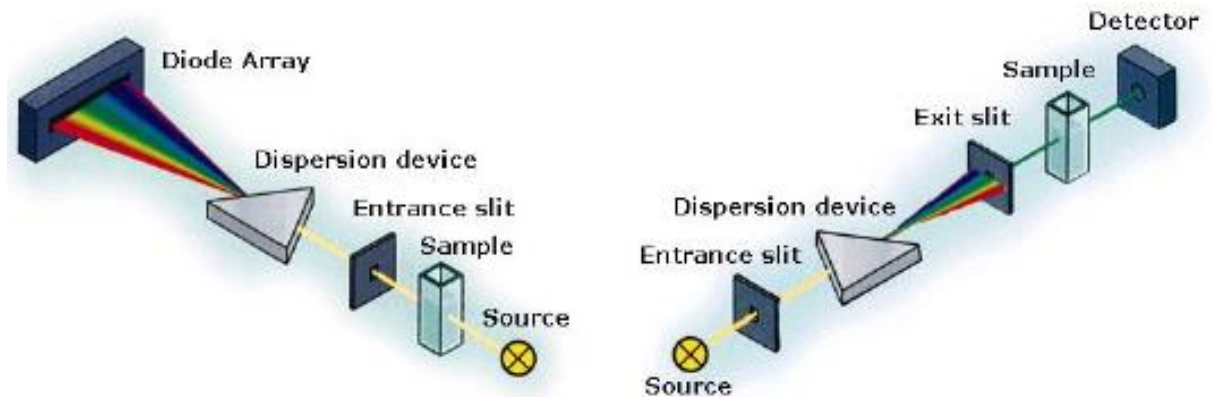 Diode Array
Dispersion device
Entrance slit
Sample
Source
Detector
Sample
Exit slit
Dispersion device
Entrance slit
Source